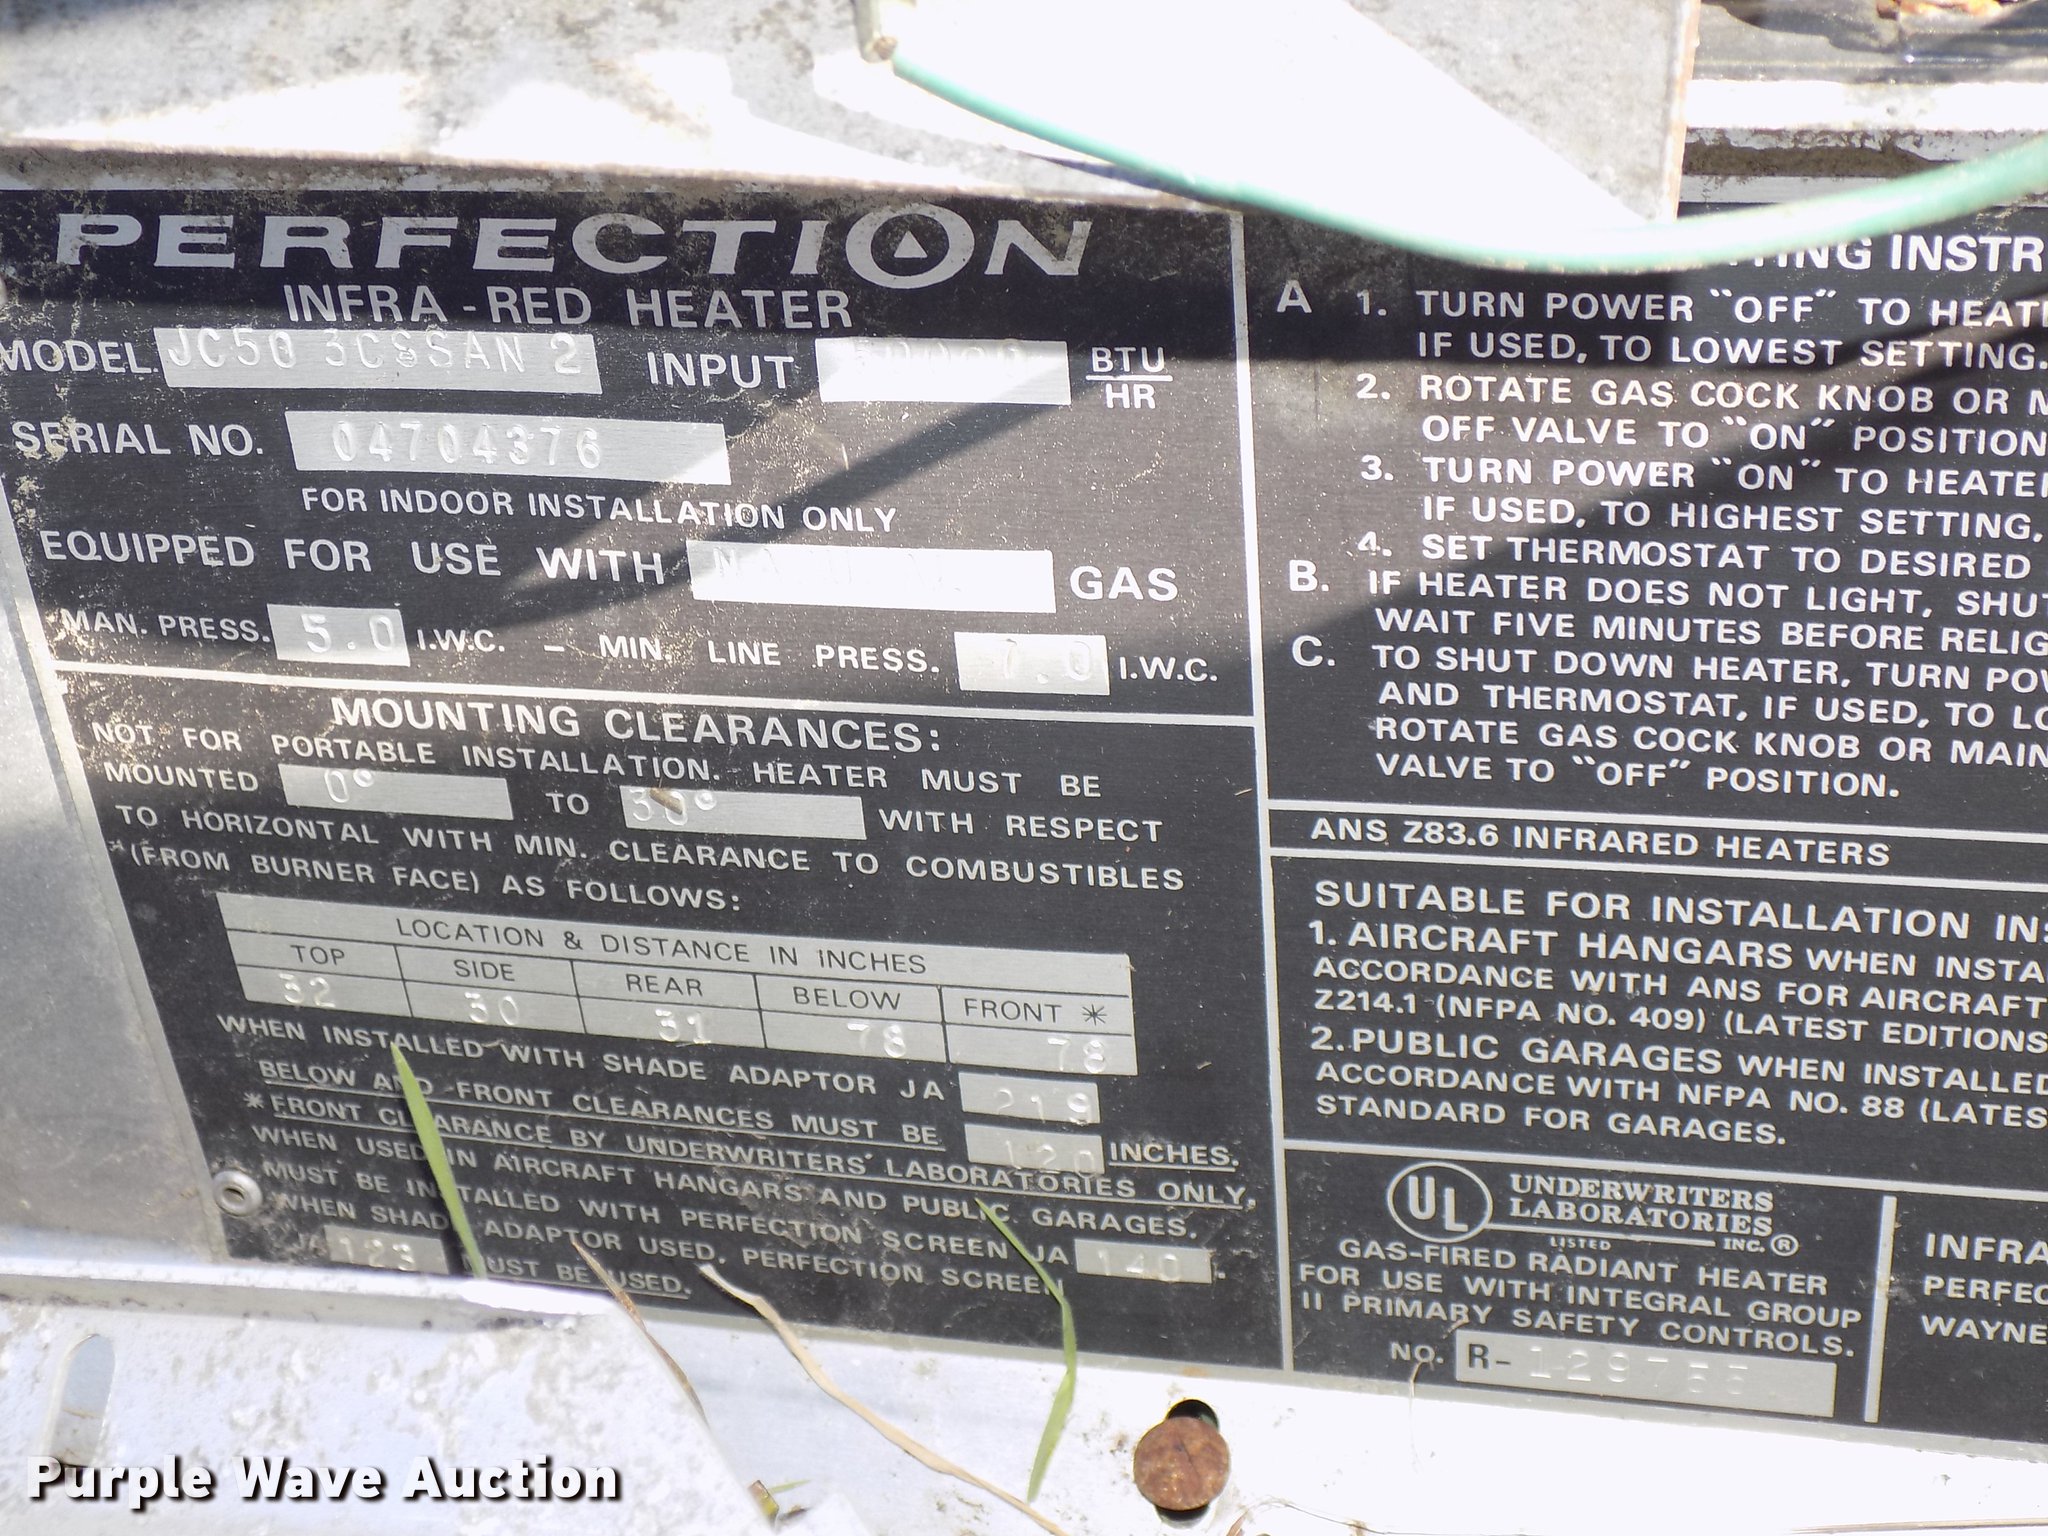 PERFECTION
INFRA-RED HEATER
MODEL JC50 3CSSAN 2 INPUT BTU/HR
SERIAL NO. 04704376
FOR INDOOR INSTALLATION ONLY
EQUIPPED FOR USE WITH GAS
MAN. PRESS. 5.0 I.W.C. - MIN. LINE PRESS. 7.0 I.W.C.
MOUNTING CLEARANCES:
NOT FOR PORTABLE INSTALLATION. HEATER MUST BE
MOUNTED 0° TO 30° WITH RESPECT
TO HORIZONTAL WITH MIN. CLEARANCE TO COMBUSTIBLES
*(FROM BURNER FACE) AS FOLLOWS:
LOCATION & DISTANCE IN INCHES
TOP SIDE REAR BELOW FRONT *
32 30 31 78 78
WHEN INSTALLED WITH SHADE ADAPTOR JA 219
BELOW AND FRONT CLEARANCES MUST BE 120 INCHES.
*FRONT CLEARANCE BY UNDERWRITERS' LABORATORIES ONLY.
WHEN USED IN AIRCRAFT HANGARS AND PUBLIC GARAGES.
MUST BE INSTALLED WITH PERFECTION SCREEN JA 140.
WHEN SHADE ADAPTOR USED, PERFECTION SCREEN
JA 123 MUST BE USED.
TING INSTR
A 1. TURN POWER "OFF" TO HEAT
IF USED, TO LOWEST SETTING.
2. ROTATE GAS COCK KNOB OR M
OFF VALVE TO "ON" POSITION
3. TURN POWER "ON" TO HEATE
IF USED, TO HIGHEST SETTING,
4. SET THERMOSTAT TO DESIRED
B. IF HEATER DOES NOT LIGHT, SHUT
WAIT FIVE MINUTES BEFORE RELIG
C. TO SHUT DOWN HEATER, TURN POW
AND THERMOSTAT, IF USED, TO LO
ROTATE GAS COCK KNOB OR MAIN
VALVE TO "OFF" POSITION.
ANS Z83.6 INFRARED HEATERS
SUITABLE FOR INSTALLATION IN:
1. AIRCRAFT HANGARS WHEN INSTA
ACCORDANCE WITH ANS FOR AIRCRAFT
Z214.1 (NFPA NO. 409) (LATEST EDITIONS
2. PUBLIC GARAGES WHEN INSTALLED
ACCORDANCE WITH NFPA NO. 88 (LATES
STANDARD FOR GARAGES.
UL UNDERWRITERS
LABORATORIES
LISTED INC. ®
GAS-FIRED RADIANT HEATER
FOR USE WITH INTEGRAL GROUP
II PRIMARY SAFETY CONTROLS.
NO. R-
INFRA
PERFEC
WAYNE
Purple Wave Auction